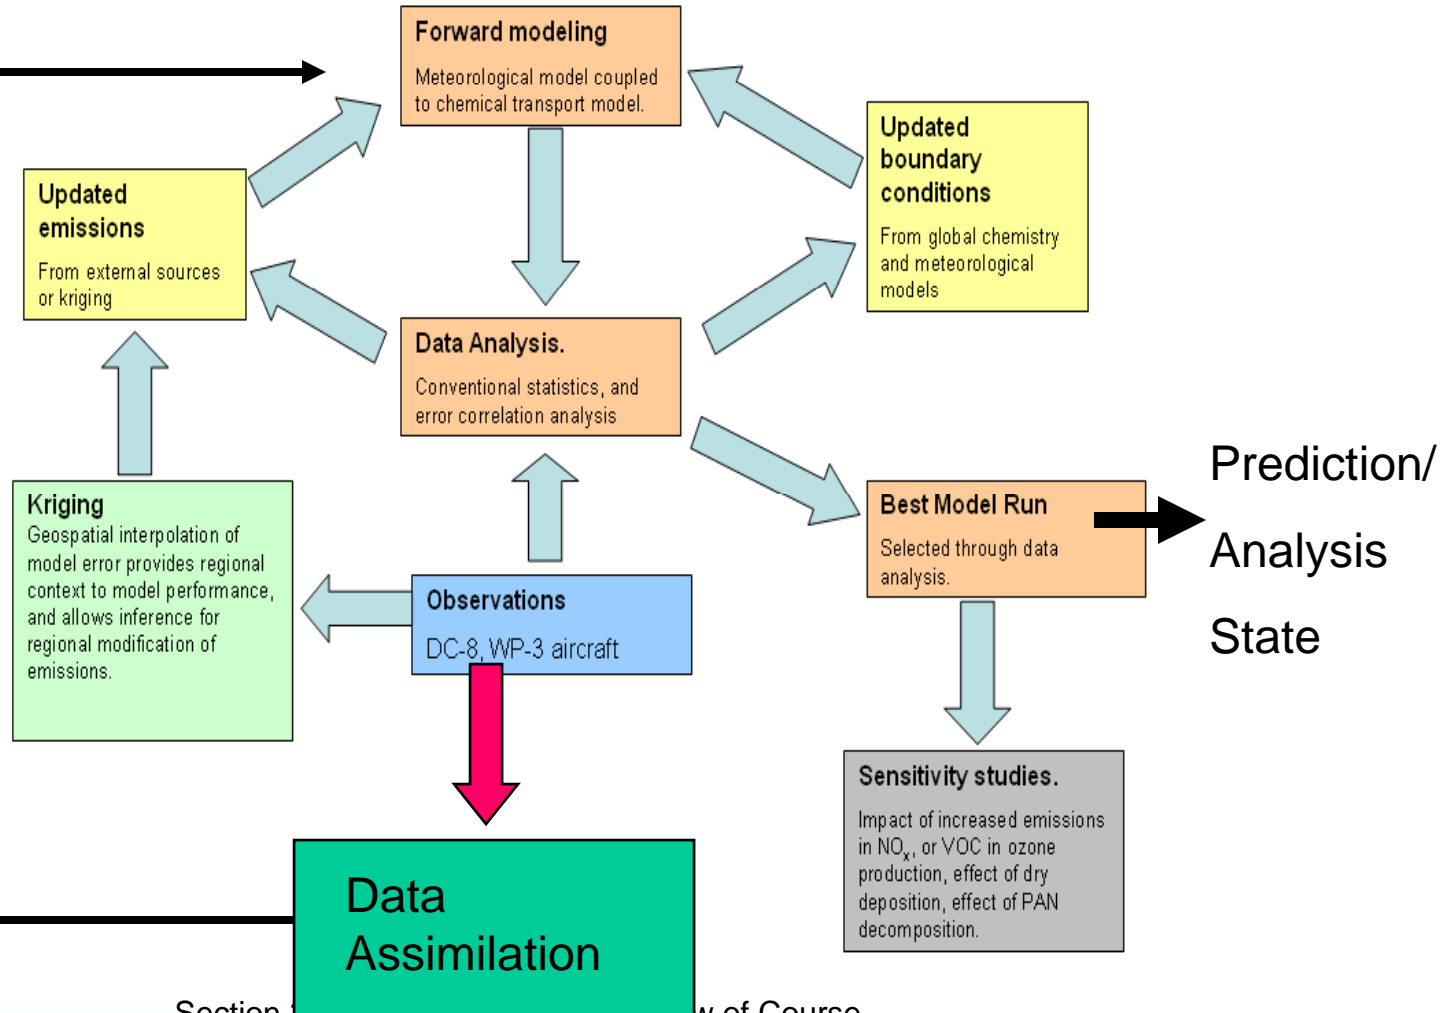 Forward modeling
Meteorological model coupled
to chemical transport model.
Updated
boundary
conditions
From global chemistry
and meteorological
models
Updated
emissions
From external sources
or kriging
Data Analysis.
Conventional statistics, and
error correlation analysis
Prediction/
Analysis
State
Kriging
Geospatial interpolation of
model error provides regional
context to model performance,
and allows inference for
regional modification of
emissions.
Best Model Run
Selected through data
analysis.
Observations
DC-8, WP-3 aircraft
Sensitivity studies.
Impact of increased emissions
in NOx, or VOC in ozone
production, effect of dry
deposition, effect of PAN
decomposition.
Data
Assimilation
Section of Course